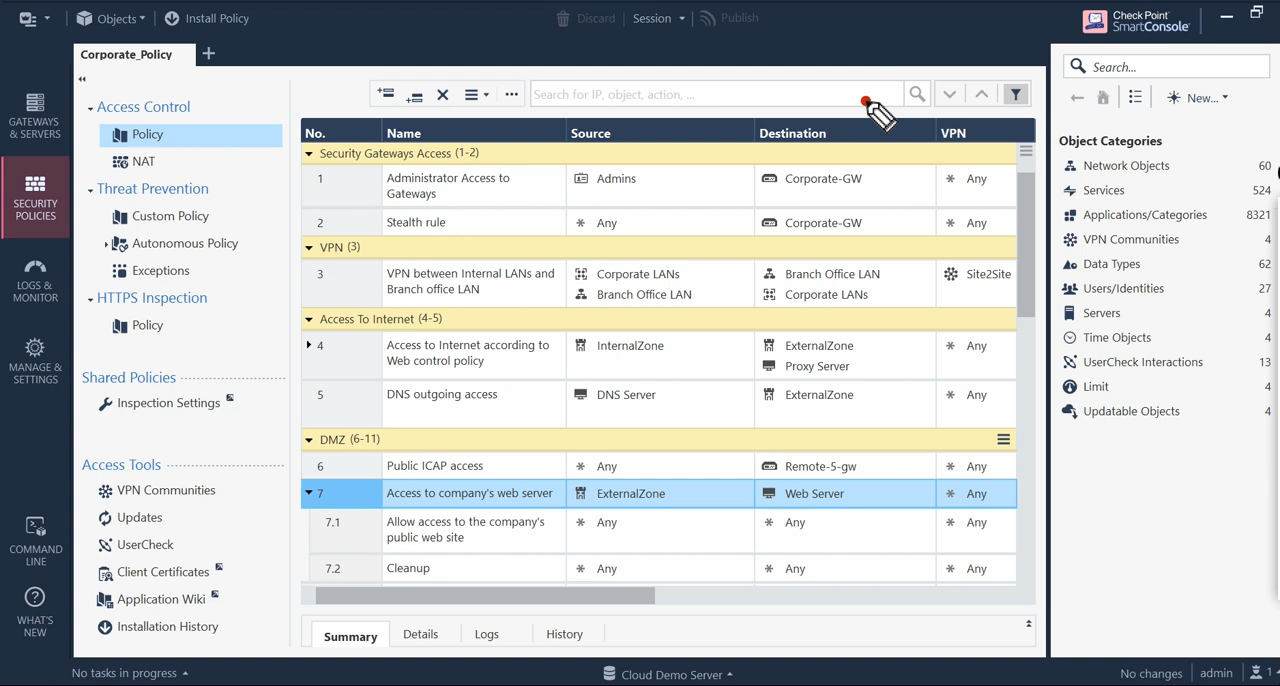 Objects
Install Policy
Discard
Session
Publish
Check Point
SmartConsole
Corporate_Policy
GATEWAYS
& SERVERS
SECURITY
POLICIES
LOGS &
MONITOR
MANAGE &
SETTINGS
COMMAND
LINE
WHAT'S
NEW
Access Control
Policy
NAT
Threat Prevention
Custom Policy
Autonomous Policy
Exceptions
HTTPS Inspection
Policy
Shared Policies
Inspection Settings
Access Tools
VPN Communities
Updates
UserCheck
Client Certificates
Application Wiki
Installation History
Search for IP, object, action, ...
No. Name Source Destination VPN
Security Gateways Access (1-2)
1 Administrator Access to Gateways Admins Corporate-GW * Any
2 Stealth rule * Any Corporate-GW * Any
VPN (3)
3 VPN between Internal LANs and Branch office LAN Corporate LANs Branch Office LAN Site2Site
Branch Office LAN Corporate LANs
Access To Internet (4-5)
4 Access to Internet according to Web control policy InternalZone ExternalZone * Any
Proxy Server
5 DNS outgoing access DNS Server ExternalZone * Any
DMZ (6-11)
6 Public ICAP access * Any Remote-5-gw * Any
7 Access to company's web server ExternalZone Web Server * Any
7.1 Allow access to the company's public web site * Any * Any * Any
7.2 Cleanup * Any * Any * Any
Summary Details Logs History
Search...
New...
Object Categories
Network Objects 60
Services 524
Applications/Categories 8321
VPN Communities 4
Data Types 62
Users/Identities 27
Servers 4
Time Objects 4
UserCheck Interactions 13
Limit 4
Updatable Objects 4
No tasks in progress
Cloud Demo Server
No changes
admin
1